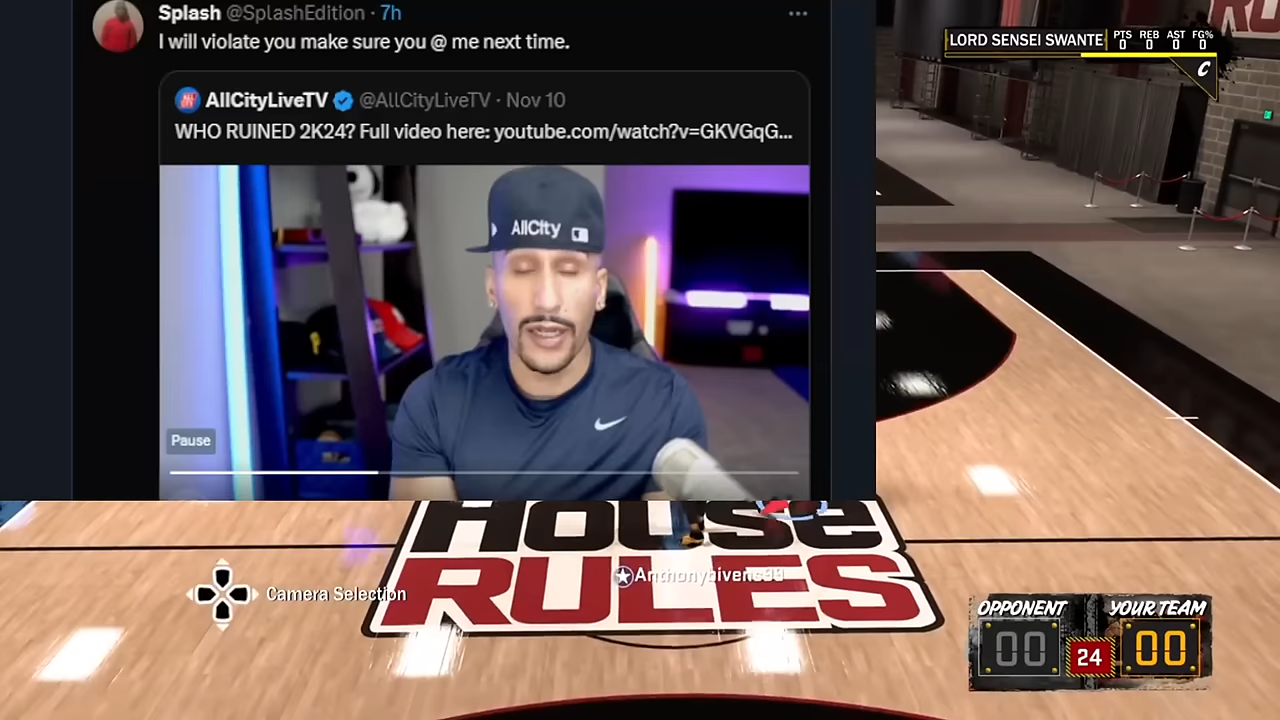 Splash @SplashEdition · 7h
I will violate you make sure you @ me next time.
AllCityLiveTV @AllCityLiveTV · Nov 10
WHO RUINED 2K24? Full video here: youtube.com/watch?v=GKVGqG...
AllCity
Pause
LORD SENSEI SWANTE
PTS REB AST FG%
0 0 0 0
C
HOUSE
RULES
Anthonybivens99
Camera Selection
OPPONENT YOUR TEAM
00 24 00